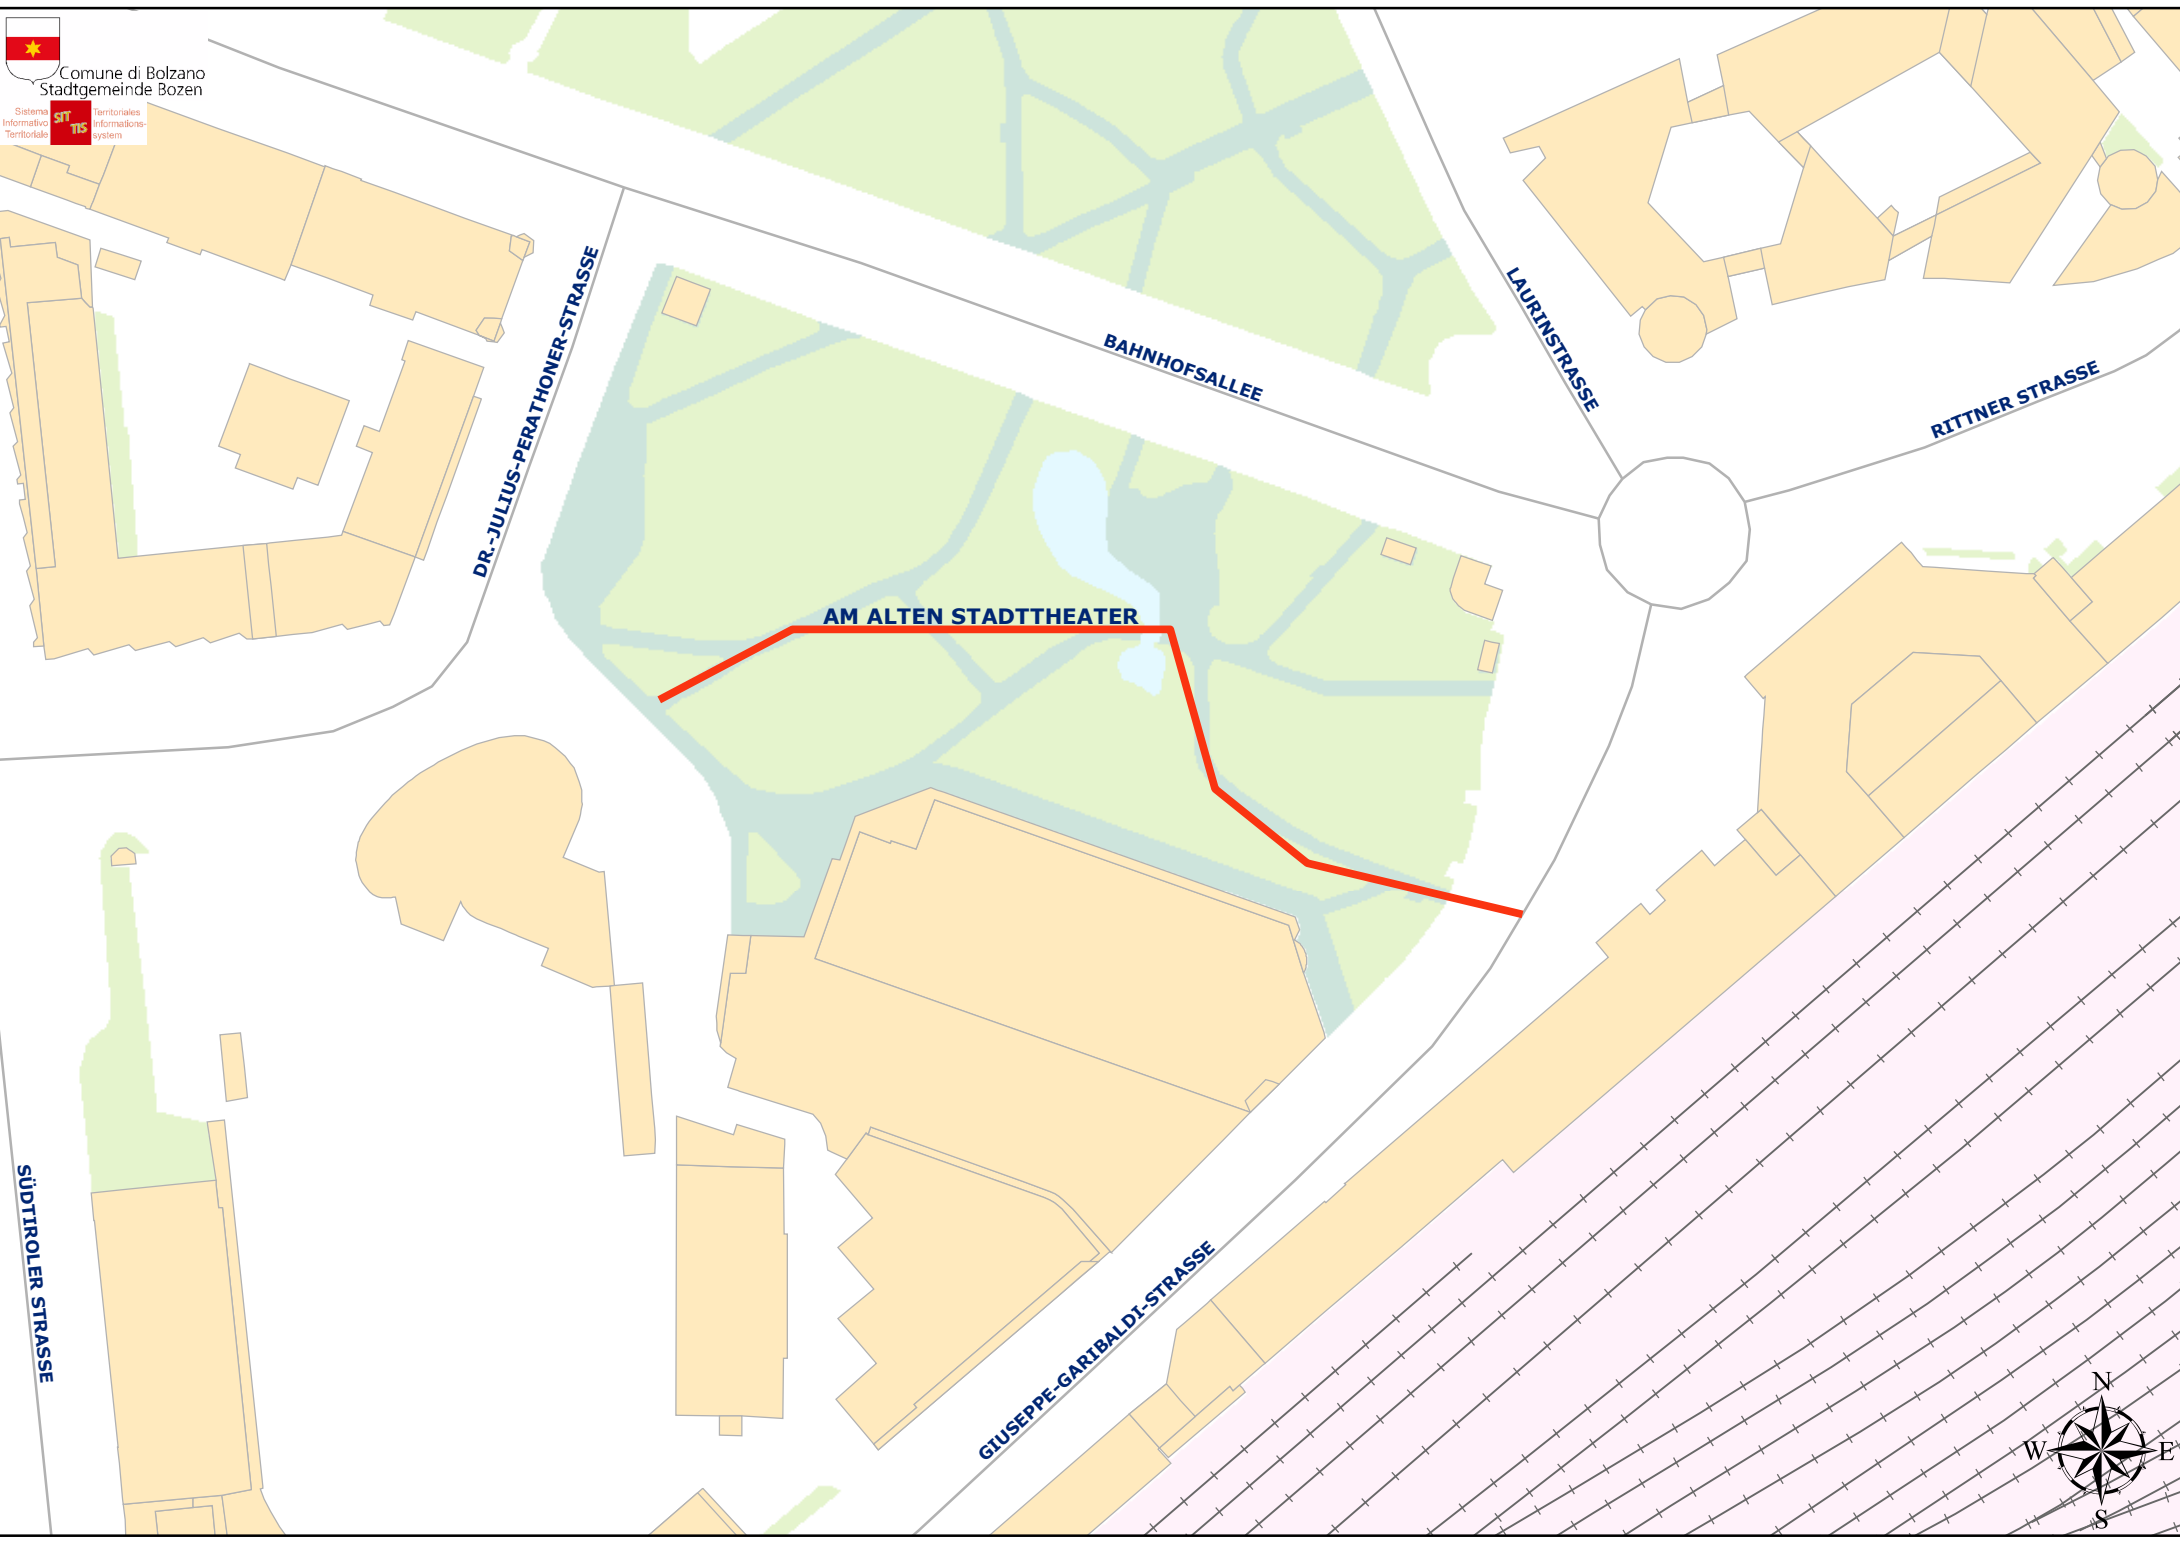 Comune di Bolzano
Stadtgemeinde Bozen
Sistema
Informativo
Territoriale
SIT
TIS
Territoriales
Informations-
system
DR.-JULIUS-PERATHONER-STRASSE
BAHNHOFSALLEE
LAURINSTRASSE
RITTNER STRASSE
AM ALTEN STADTTHEATER
SÜDTIROLER STRASSE
GIUSEPPE-GARIBALDI-STRASSE
N
W
E
S